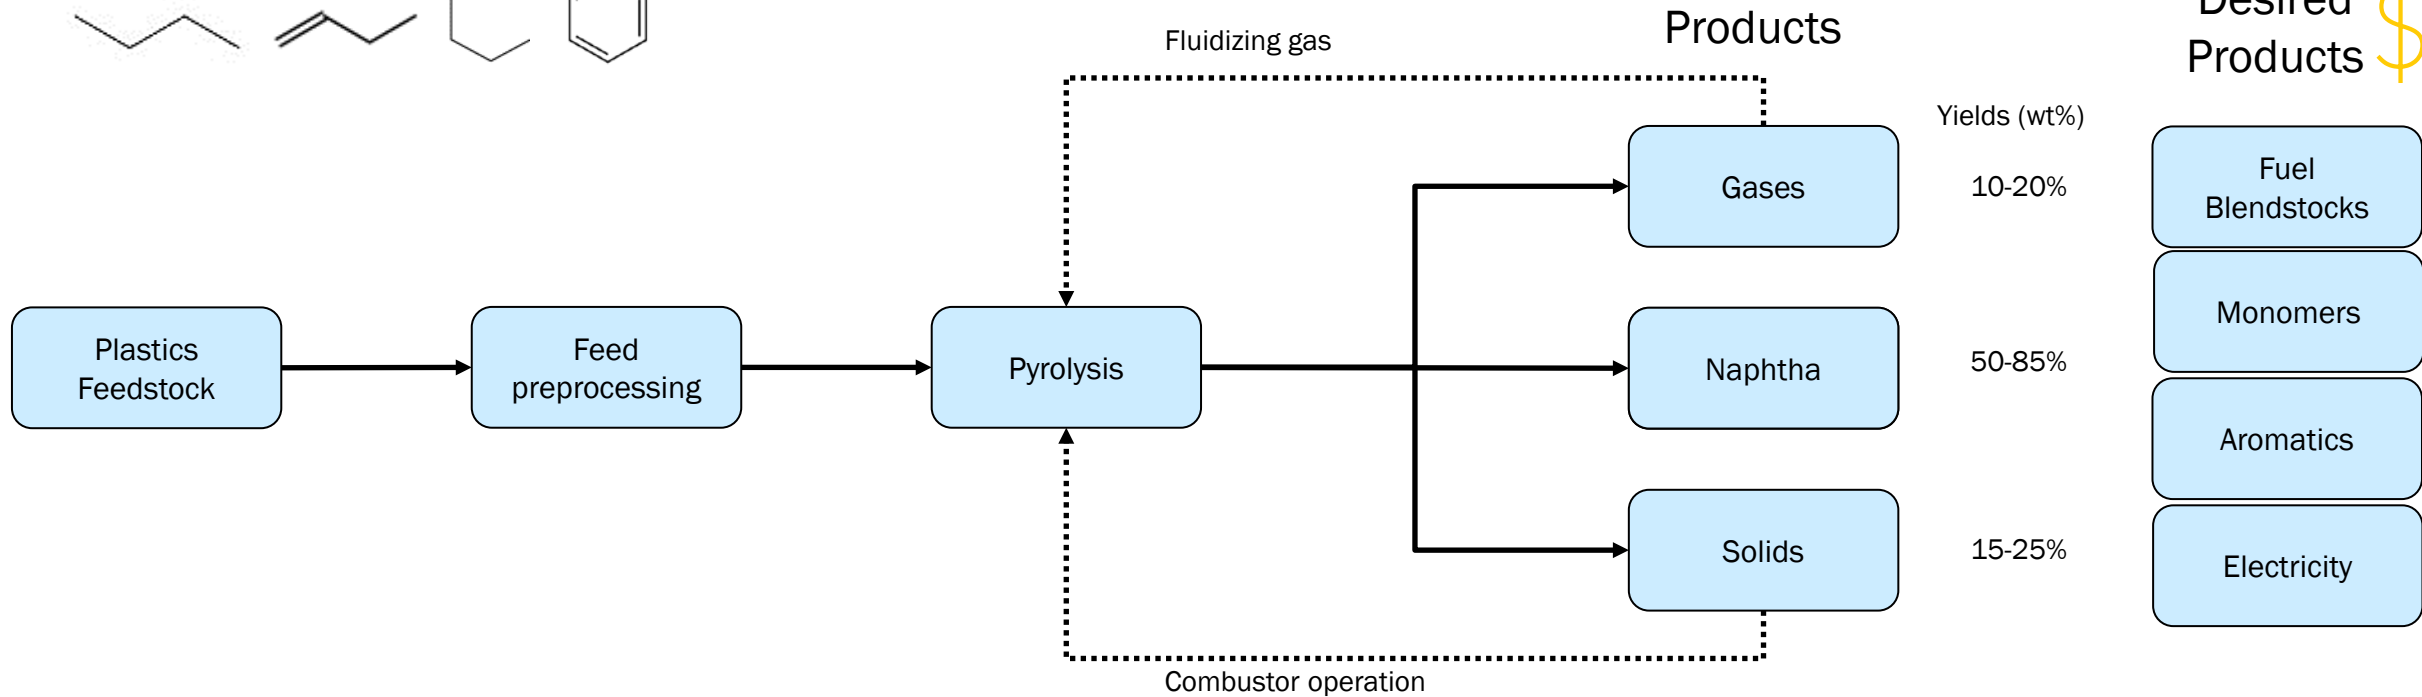 Desired
Products $
Products
Fluidizing gas
Yields (wt%)
Gases
10-20%
Fuel
Blendstocks
Monomers
Plastics
Feedstock
Feed
preprocessing
Pyrolysis
Naphtha
50-85%
Aromatics
Solids
15-25%
Electricity
Combustor operation